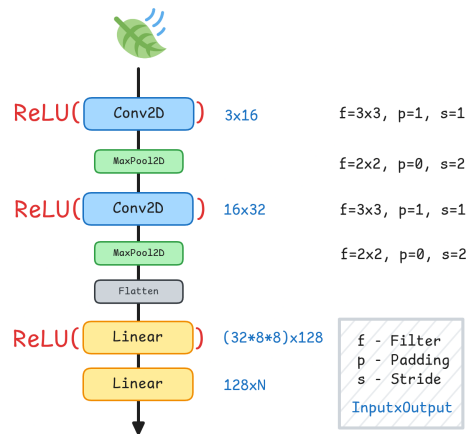 ReLU( Conv2D ) 3x16 f=3x3, p=1, s=1
MaxPool2D f=2x2, p=0, s=2
ReLU( Conv2D ) 16x32 f=3x3, p=1, s=1
MaxPool2D f=2x2, p=0, s=2
Flatten
ReLU( Linear ) (32*8*8)x128
Linear 128xN
f - Filter
p - Padding
s - Stride
InputxOutput